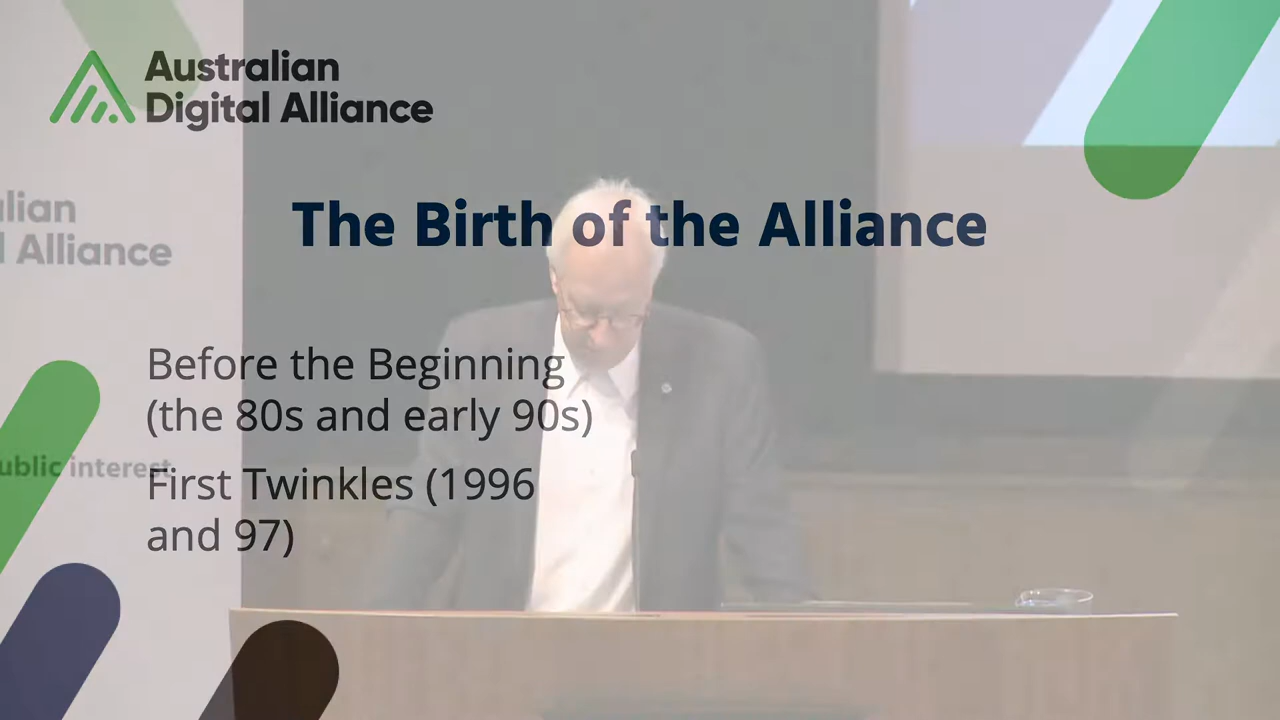 Australian
Digital Alliance
lian
Alliance
The Birth of the Alliance
Before the Beginning
(the 80s and early 90s)
ublic interest
First Twinkles (1996
and 97)